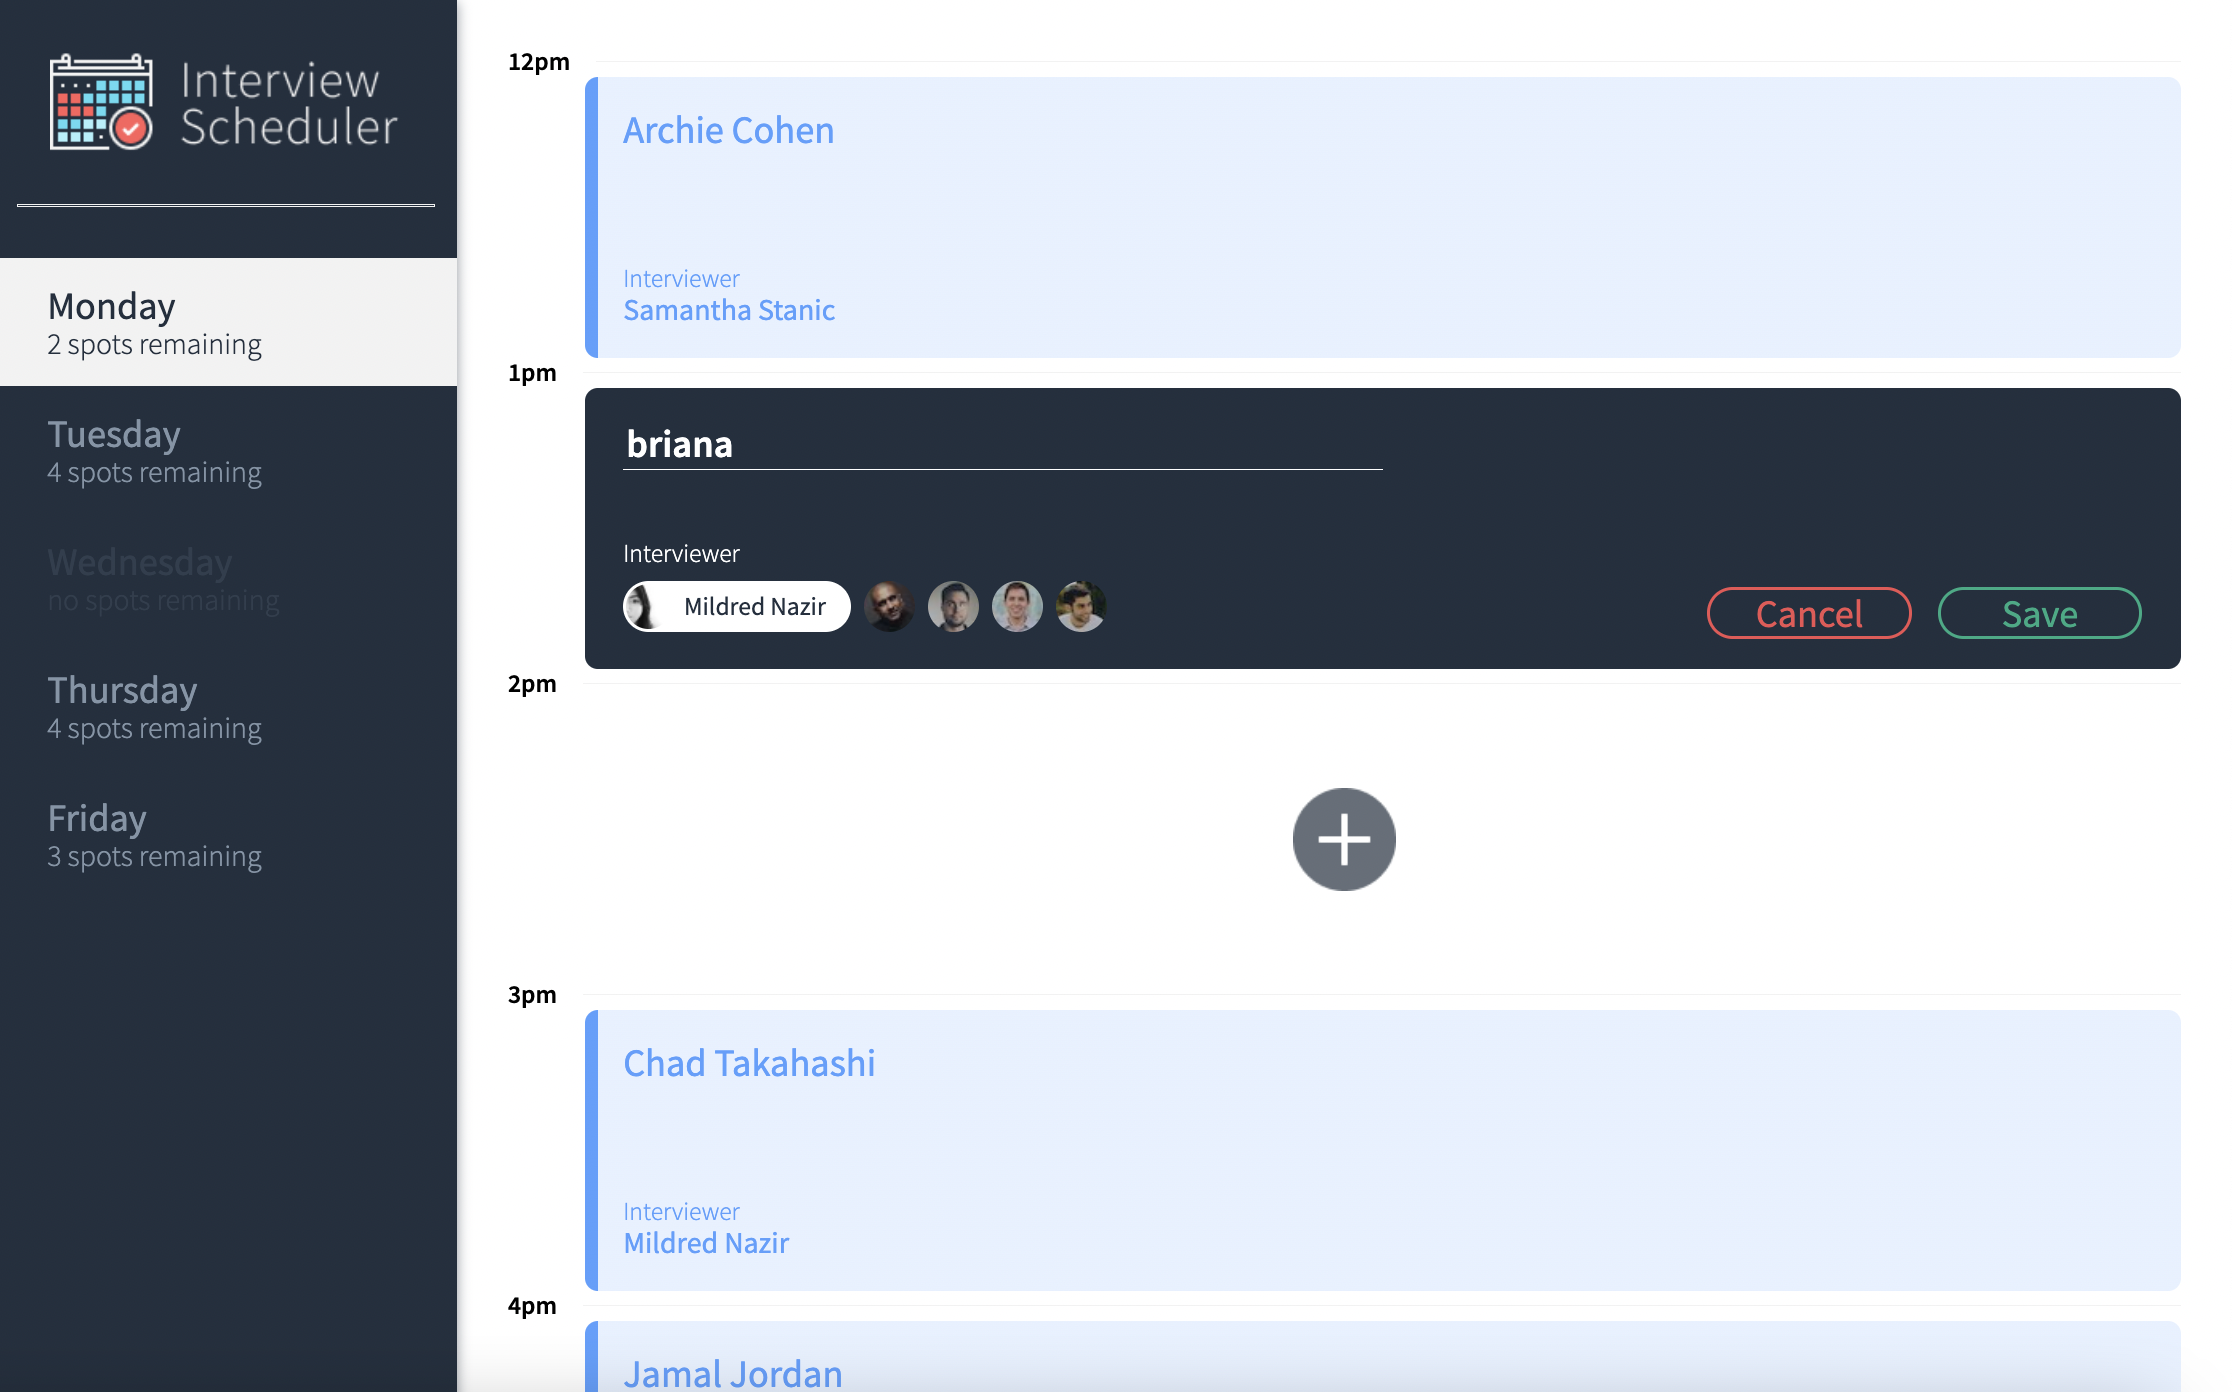 Interview
Scheduler
Monday
2 spots remaining
Tuesday
4 spots remaining
Wednesday
no spots remaining
Thursday
4 spots remaining
Friday
3 spots remaining
12pm
Archie Cohen
Interviewer
Samantha Stanic
1pm
briana
Interviewer
Mildred Nazir
Cancel
Save
2pm
3pm
Chad Takahashi
Interviewer
Mildred Nazir
4pm
Jamal Jordan